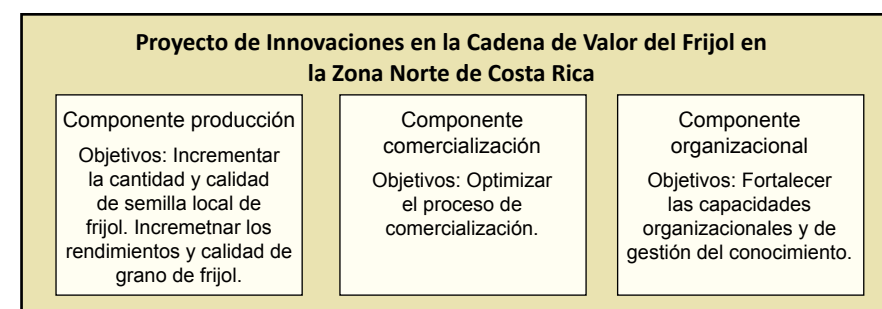 Proyecto de Innovaciones en la Cadena de Valor del Frijol en
la Zona Norte de Costa Rica
Componente producción
Objetivos: Incrementar
la cantidad y calidad
de semilla local de
frijol. Incremetnar los
rendimientos y calidad de
grano de frijol.
Componente
comercialización
Objetivos: Optimizar
el proceso de
comercialización.
Componente
organizacional
Objetivos: Fortalecer
las capacidades
organizacionales y de
gestión del conocimiento.